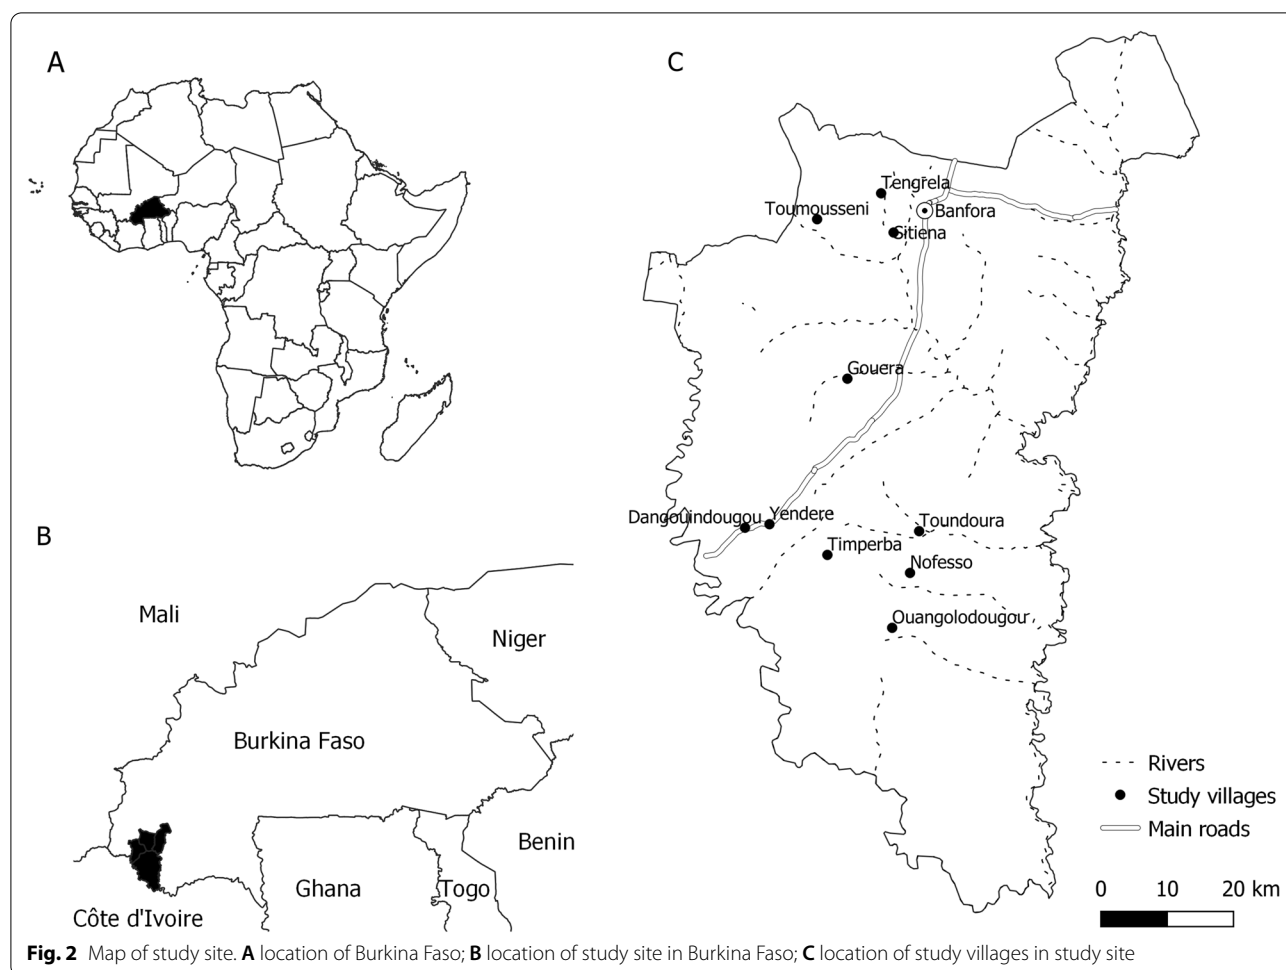 A
B
Mali
Niger
Burkina Faso
Benin
Ghana
Togo
Côte d'Ivoire
C
Tengrela
Toumousseni
Banfora
Sitiena
Gouera
Dangouindougou
Yendere
Toundoura
Timperba
Nofesso
Ouangolodougou
Rivers
Study villages
Main roads
0 10 20 km
Fig. 2 Map of study site. A location of Burkina Faso; B location of study site in Burkina Faso; C location of study villages in study site